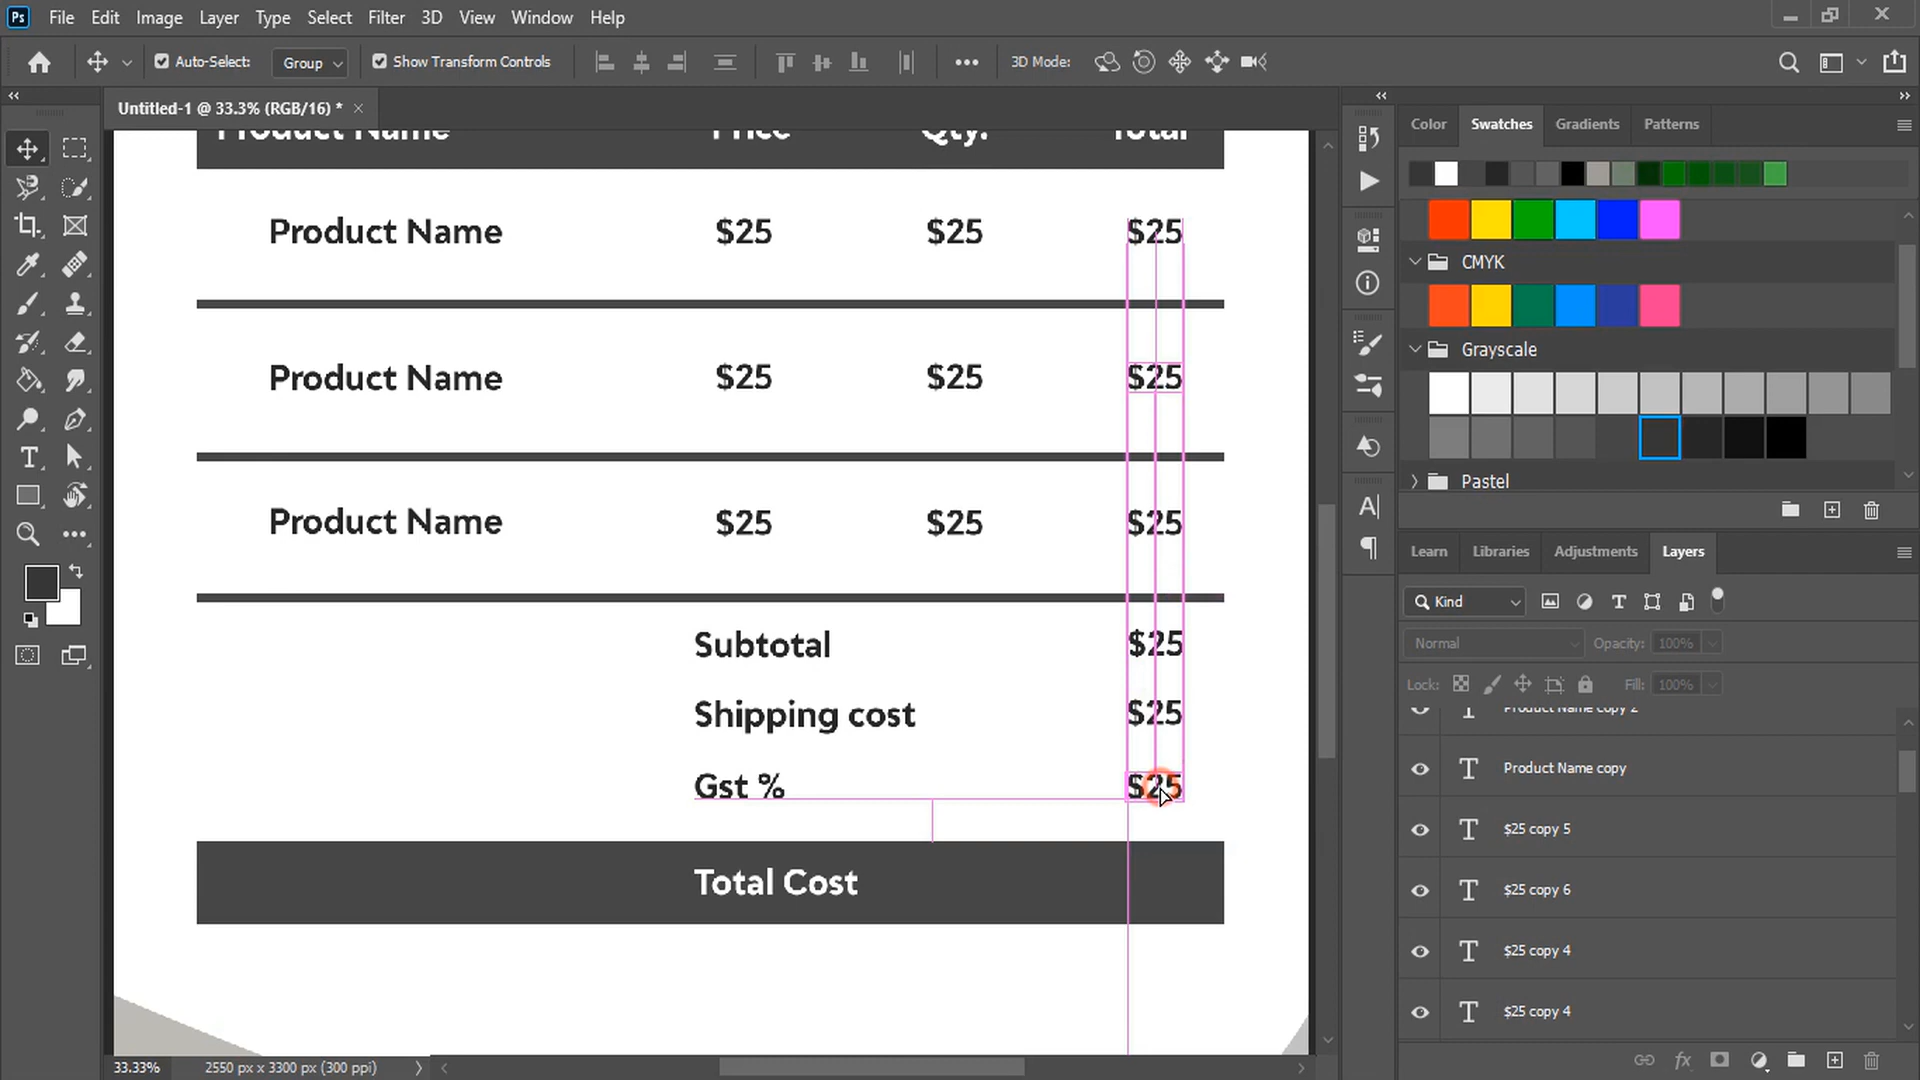 Ps File Edit Image Layer Type Select Filter 3D View Window Help
Auto-Select: Group Show Transform Controls 3D Mode:
Untitled-1 @ 33.3% (RGB/16) *
Product Name Price Qty. Total
Product Name $25 $25 $25
Product Name $25 $25 $25
Product Name $25 $25 $25
Subtotal $25
Shipping cost $25
Gst % $25
Total Cost
33.33% 2550 px x 3300 px (300 ppi)
Color Swatches Gradients Patterns
CMYK
Grayscale
Pastel
Learn Libraries Adjustments Layers
Kind
Normal Opacity: 100%
Lock: Fill: 100%
Product Name copy 2
Product Name copy
$25 copy 5
$25 copy 6
$25 copy 4
$25 copy 4